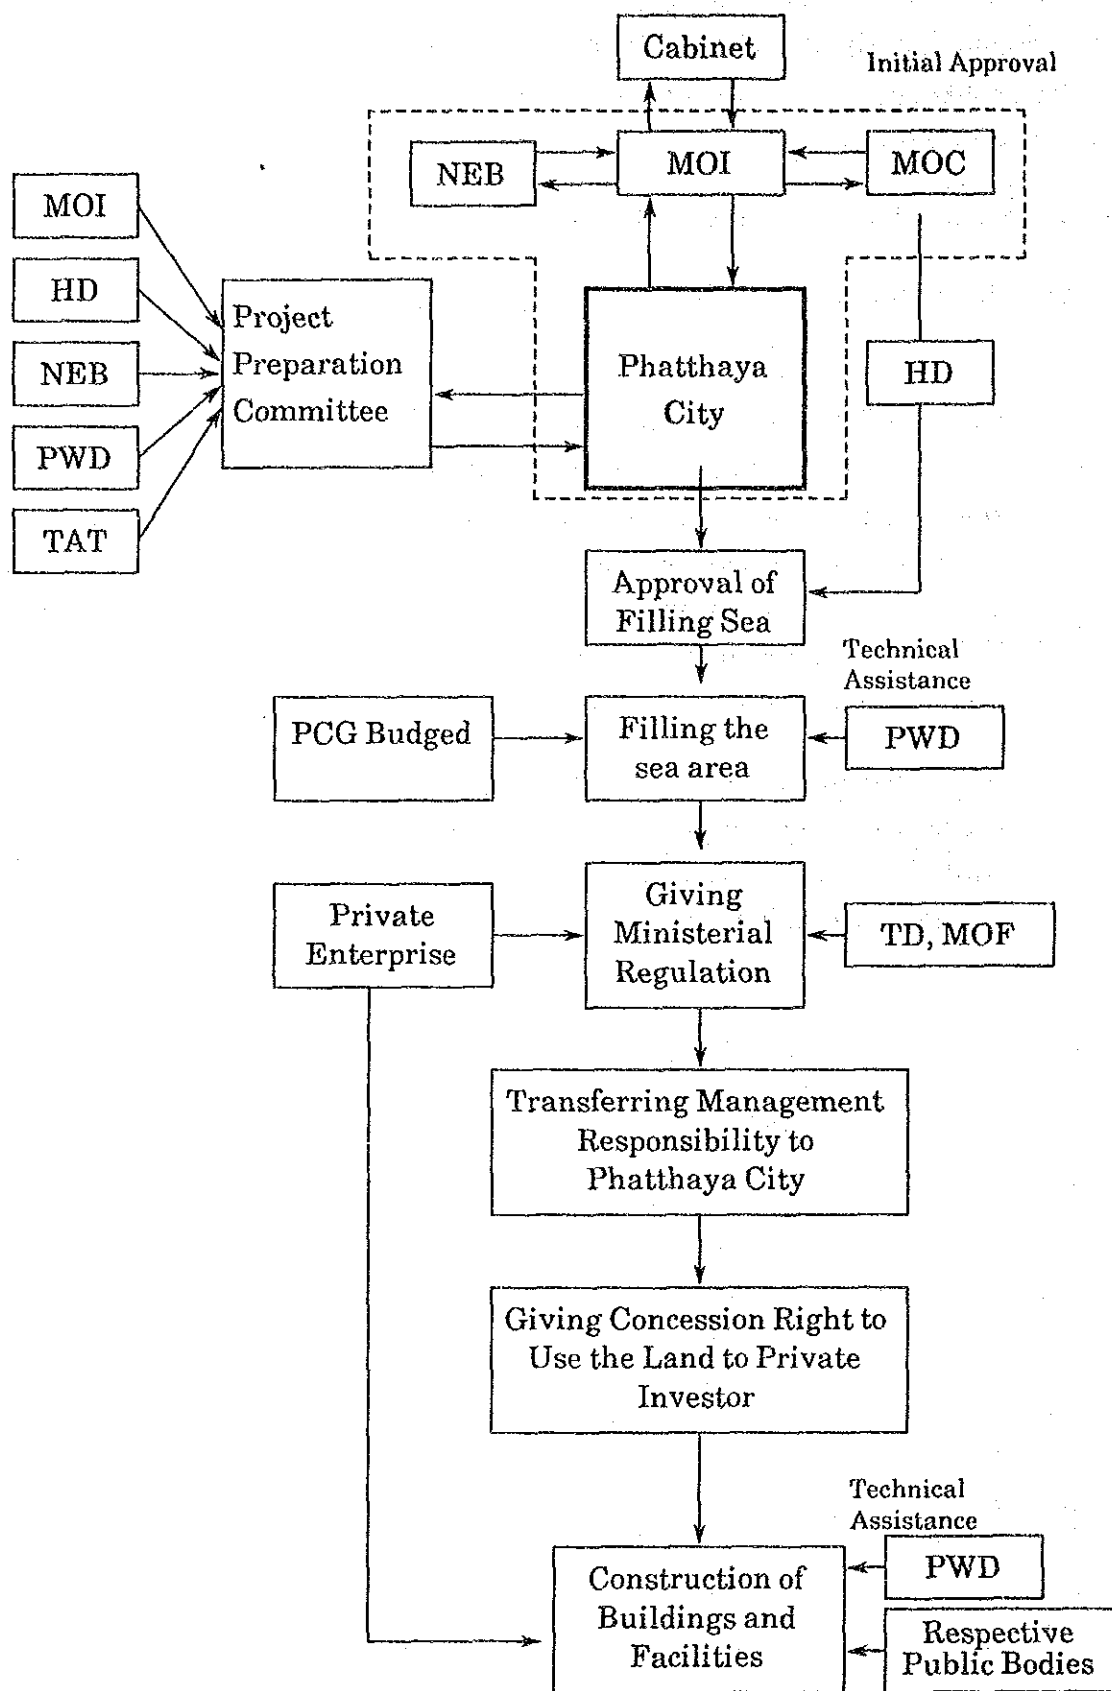 Cabinet
Initial Approval
NEB
MOI
MOC
MOI
HD
NEB
PWD
TAT
Project
Preparation
Committee
Phatthaya
City
HD
Approval of
Filling Sea
Technical
Assistance
PCG Budged
Filling the
sea area
PWD
Private
Enterprise
Giving
Ministerial
Regulation
TD, MOF
Transferring Management
Responsibility to
Phatthaya City
Giving Concession Right to
Use the Land to Private
Investor
Technical
Assistance
Construction of
Buildings and
Facilities
PWD
Respective
Public Bodies